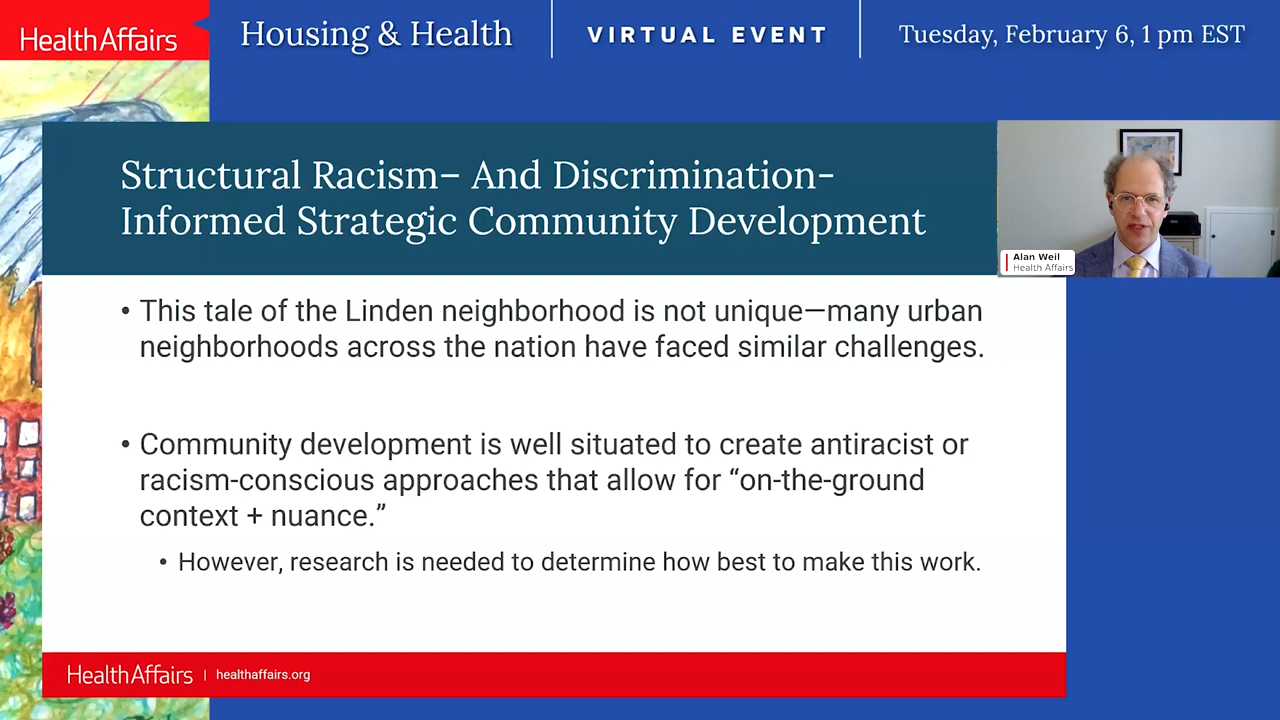 HealthAffairs
Housing & Health
VIRTUAL EVENT
Tuesday, February 6, 1 pm EST
Structural Racism– And Discrimination-
Informed Strategic Community Development
Alan Weil
Health Affairs
• This tale of the Linden neighborhood is not unique—many urban
neighborhoods across the nation have faced similar challenges.
• Community development is well situated to create antiracist or
racism-conscious approaches that allow for “on-the-ground
context + nuance.”
• However, research is needed to determine how best to make this work.
HealthAffairs | healthaffairs.org